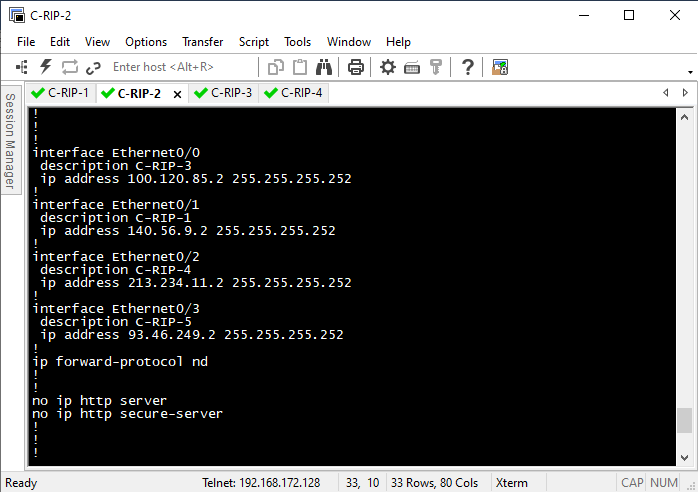 C-RIP-2
File Edit View Options Transfer Script Tools Window Help
Enter host <Alt+R>
Session Manager
C-RIP-1 C-RIP-2 C-RIP-3 C-RIP-4
!
!
!
interface Ethernet0/0
 description C-RIP-3
 ip address 100.120.85.2 255.255.255.252
!
interface Ethernet0/1
 description C-RIP-1
 ip address 140.56.9.2 255.255.255.252
!
interface Ethernet0/2
 description C-RIP-4
 ip address 213.234.11.2 255.255.255.252
!
interface Ethernet0/3
 description C-RIP-5
 ip address 93.46.249.2 255.255.255.252
!
ip forward-protocol nd
!
!
no ip http server
no ip http secure-server
!
!
!
Ready Telnet: 192.168.172.128 33, 10 33 Rows, 80 Cols Xterm CAP NUM